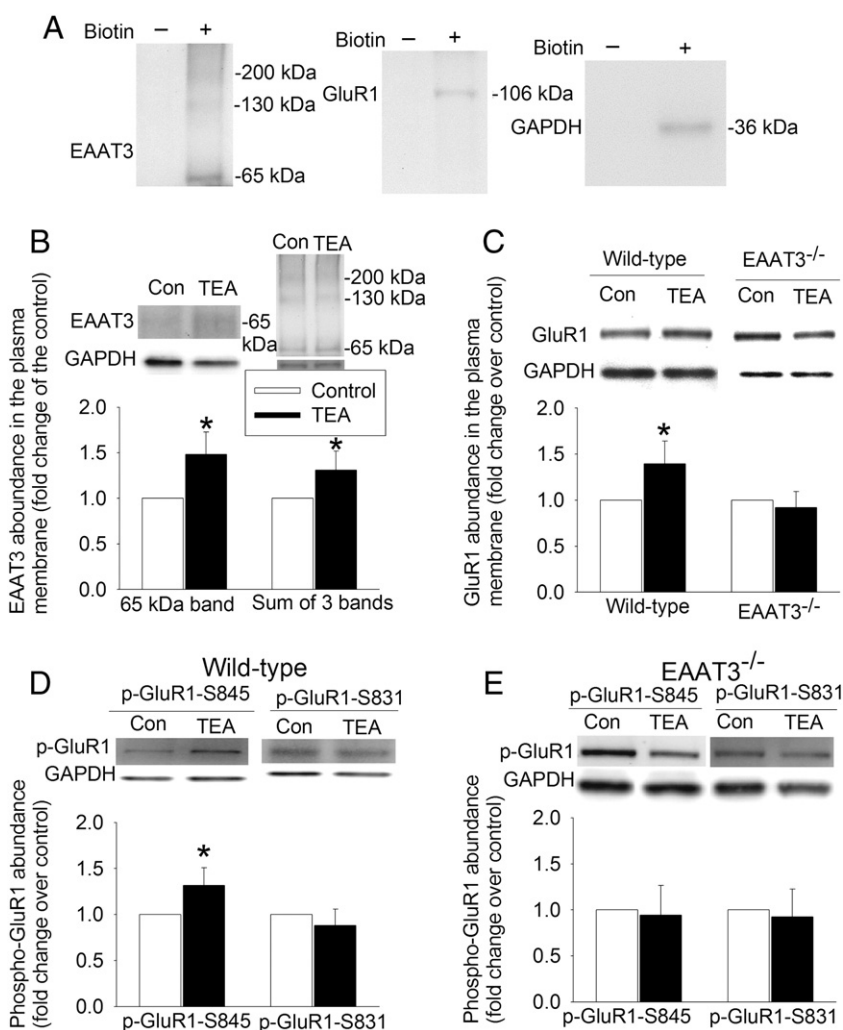 A
Biotin − +
-200 kDa
-130 kDa
EAAT3
-65 kDa
Biotin − +
GluR1
-106 kDa
Biotin − +
GAPDH
-36 kDa
B
EAAT3 aboundance in the plasma
membrane (fold change of the control)
Con TEA
EAAT3
-65
kDa
GAPDH
Con TEA
-200 kDa
-130 kDa
-65 kDa
Control
TEA
2.0
1.5
1.0
0.5
0.0
*
*
65 kDa band
Sum of 3 bands
C
GluR1 abundance in the plasma
membrane (fold change over control)
Wild-type
EAAT3-/-
Con TEA
Con TEA
GluR1
GAPDH
2.0
1.5
1.0
0.5
0.0
*
Wild-type
EAAT3-/-
D
Wild-type
Phospho-GluR1 abundance
(fold change over control)
p-GluR1-S845
p-GluR1-S831
Con TEA
Con TEA
p-GluR1
GAPDH
2.0
1.5
1.0
0.5
0.0
*
p-GluR1-S845
p-GluR1-S831
E
EAAT3-/-
Phospho-GluR1 abundance
(fold change over control)
p-GluR1-S845
p-GluR1-S831
Con TEA
Con TEA
p-GluR1
GAPDH
2.0
1.5
1.0
0.5
0.0
p-GluR1-S845
p-GluR1-S831